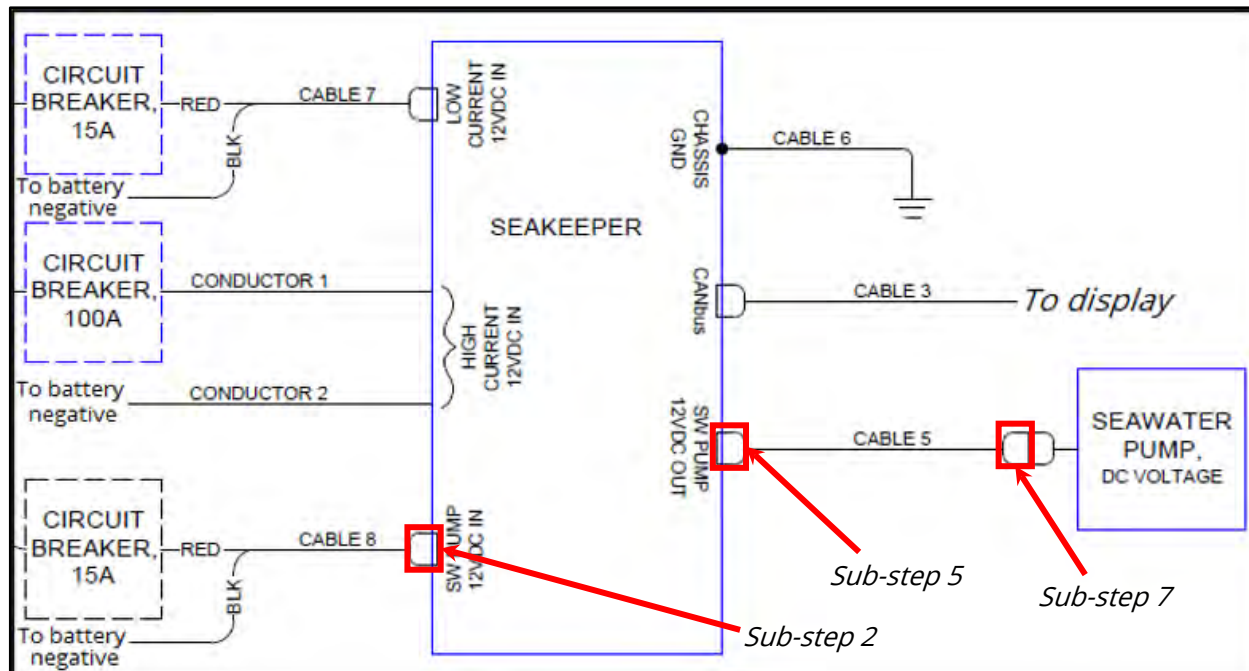 CIRCUIT
BREAKER,
15A
RED
BLK
CABLE 7
LOW
CURRENT
12VDC IN
To battery
negative
CIRCUIT
BREAKER,
100A
CONDUCTOR 1
HIGH
CURRENT
12VDC IN
To battery
negative
CONDUCTOR 2
CIRCUIT
BREAKER,
15A
RED
BLK
CABLE 8
SW PUMP
12VDC IN
To battery
negative
SEAKEEPER
CHASSIS
GND
CABLE 6
CANbus
CABLE 3
To display
SW PUMP
12VDC OUT
CABLE 5
SEAWATER
PUMP,
DC VOLTAGE
Sub-step 5
Sub-step 7
Sub-step 2